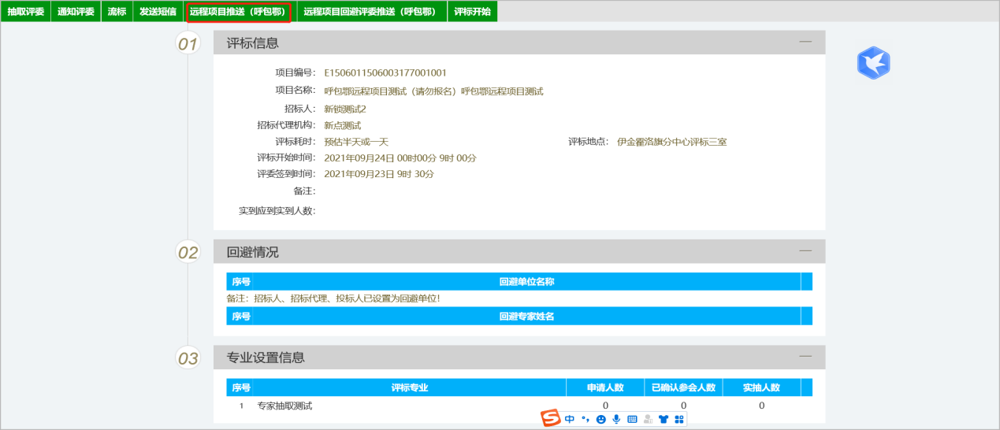 抽取评委 通知评委 流标 发送短信 远程项目推送（呼包鄂） 远程项目回避评委推送（呼包鄂） 评标开始
01 评标信息
项目编号： E1506011506003177001001
项目名称： 呼包鄂远程项目测试（请勿报名）呼包鄂远程项目测试
招标人： 新锁测试2
招标代理机构： 新点测试
评标耗时： 预估半天或一天 评标地点： 伊金霍洛旗分中心评标三室
评标开始时间： 2021年09月24日 00时00分 9时 00分
评委签到时间： 2021年09月23日 9时 30分
备注：
实到应到实到人数：
02 回避情况
序号 回避单位名称
备注：招标人、招标代理、投标人已设置为回避单位！
序号 回避专家姓名
03 专业设置信息
序号 评标专业 申请人数 已确认参会人数 实抽人数
1 专家抽取测试 0 0 0
S 中